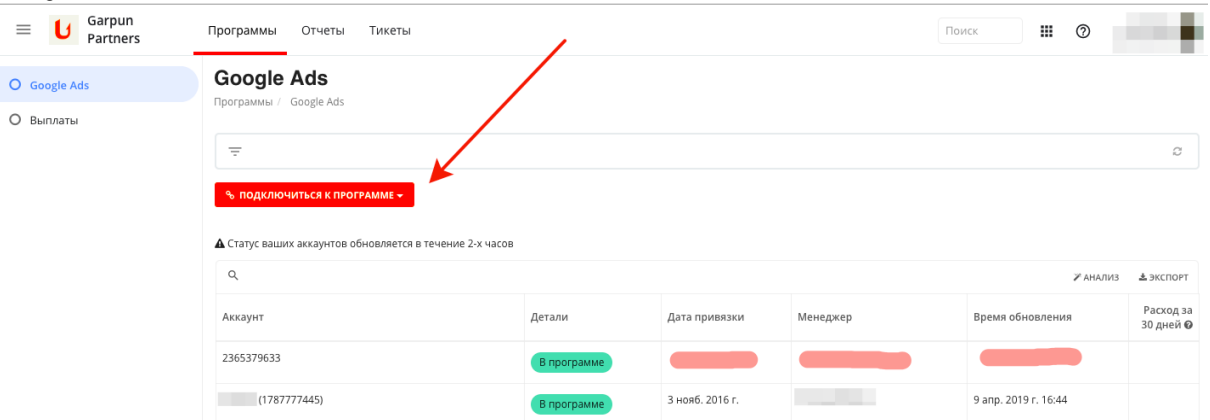 Garpun
Partners
Программы Отчеты Тикеты
Поиск
Google Ads
Выплаты
Google Ads
Программы / Google Ads
ПОДКЛЮЧИТЬСЯ К ПРОГРАММЕ
Статус ваших аккаунтов обновляется в течение 2-х часов
АНАЛИЗ ЭКСПОРТ
Аккаунт Детали Дата привязки Менеджер Время обновления Расход за
30 дней
2365379633 В программе
(1787777445) В программе 3 нояб. 2016 г. 9 апр. 2019 г. 16:44